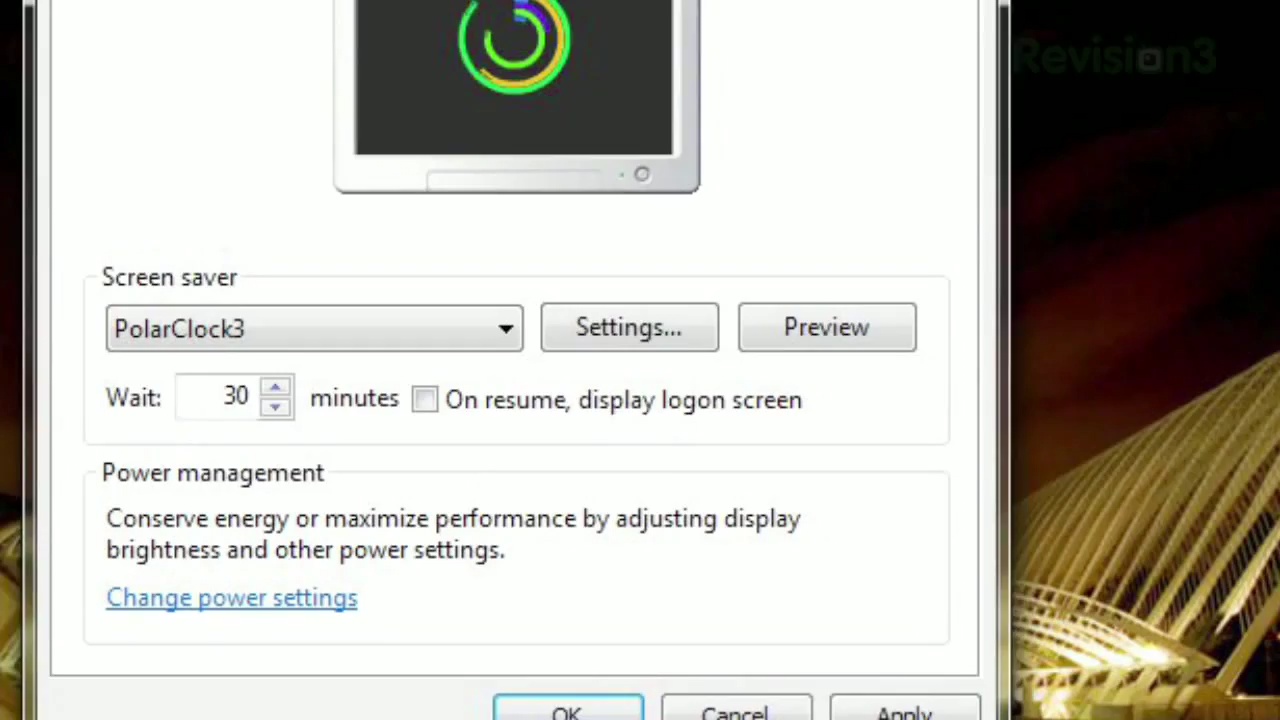 Revision3
Screen saver
PolarClock3
Settings...
Preview
Wait:
30
minutes
On resume, display logon screen
Power management
Conserve energy or maximize performance by adjusting display
brightness and other power settings.
Change power settings
OK
Cancel
Apply